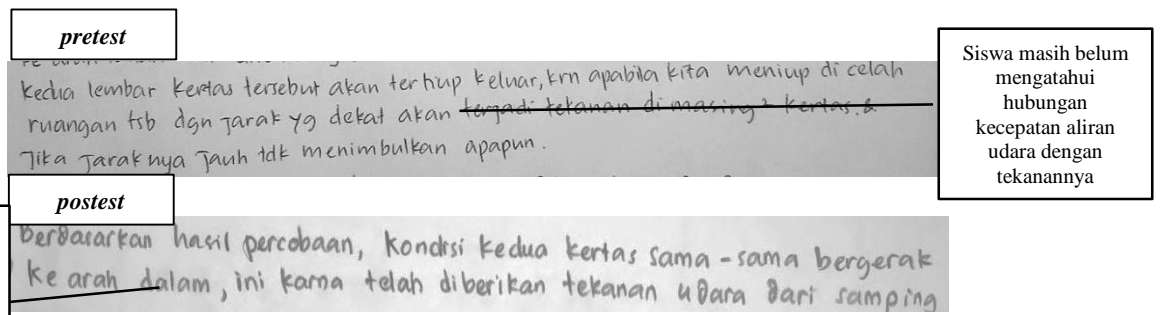 pretest
Kedua lembar kertas tersebut akan tertiup keluar, krn apabila kita meniup di celah
ruangan tsb dgn jarak yg dekat akan terjadi tekanan di masing2 kertas. &
Jika jaraknya jauh tdk menimbulkan apapun.
Siswa masih belum
mengatahui
hubungan
kecepatan aliran
udara dengan
tekanannya
postest
Berdasarkan hasil percobaan, kondisi kedua kertas sama-sama bergerak
ke arah dalam, ini karna telah diberikan tekanan udara dari samping